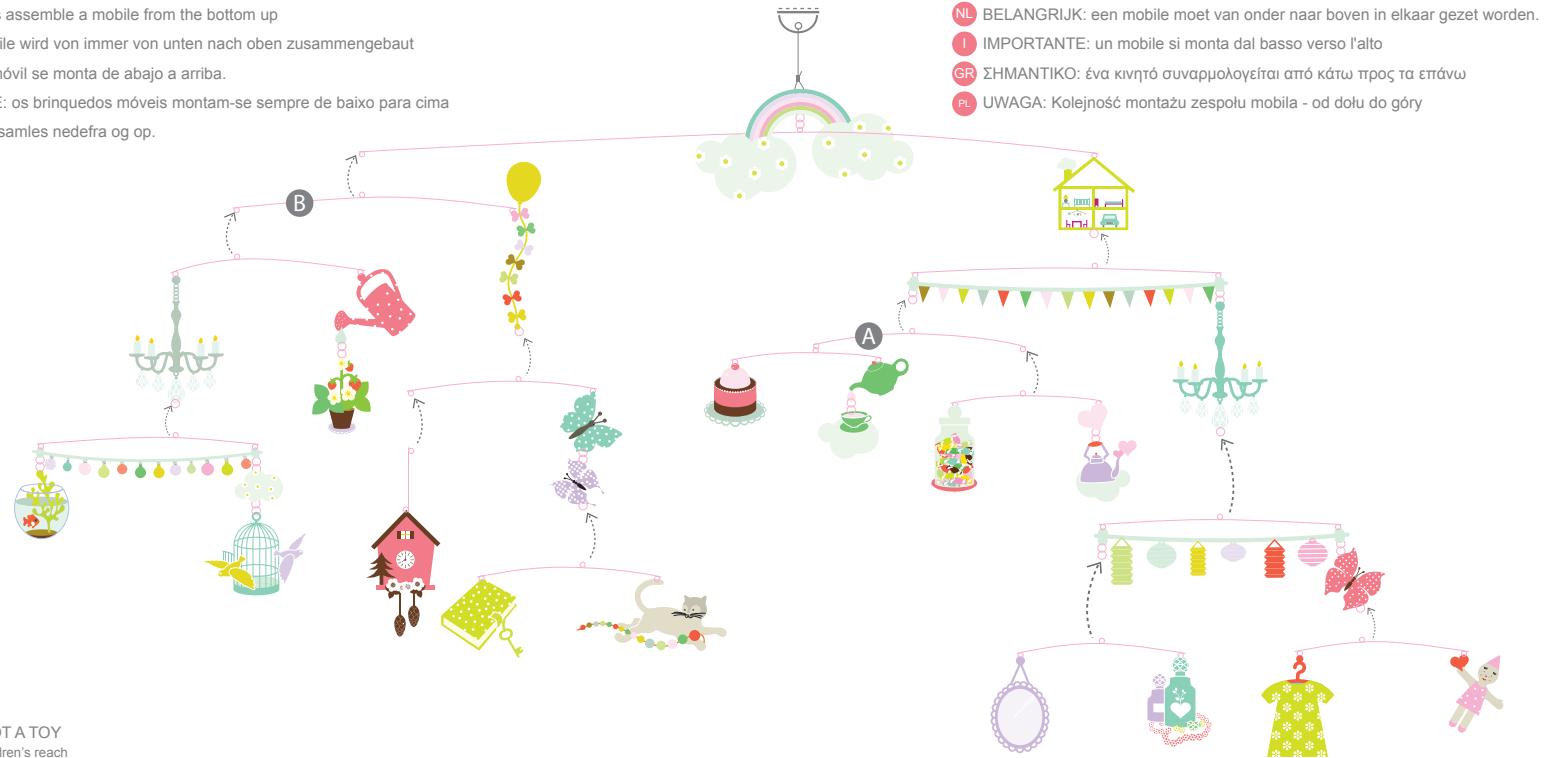 assemble a mobile from the bottom up
wird von immer von unten nach oben zusammengebaut
se monta de abajo a arriba.
os brinquedos móveis montam-se sempre de baixo para cima
samles nedefra og op.
NL BELANGRIJK: een mobile moet van onder naar boven in elkaar gezet worden.
I IMPORTANTE: un mobile si monta dal basso verso l'alto
GR ΣΗΜΑΝΤΙΚΟ: ένα κινητό συναρμολογείται από κάτω προς τα επάνω
PL UWAGA: Kolejność montażu zespołu mobila - od dołu do góry
B
A
A TOY
reach